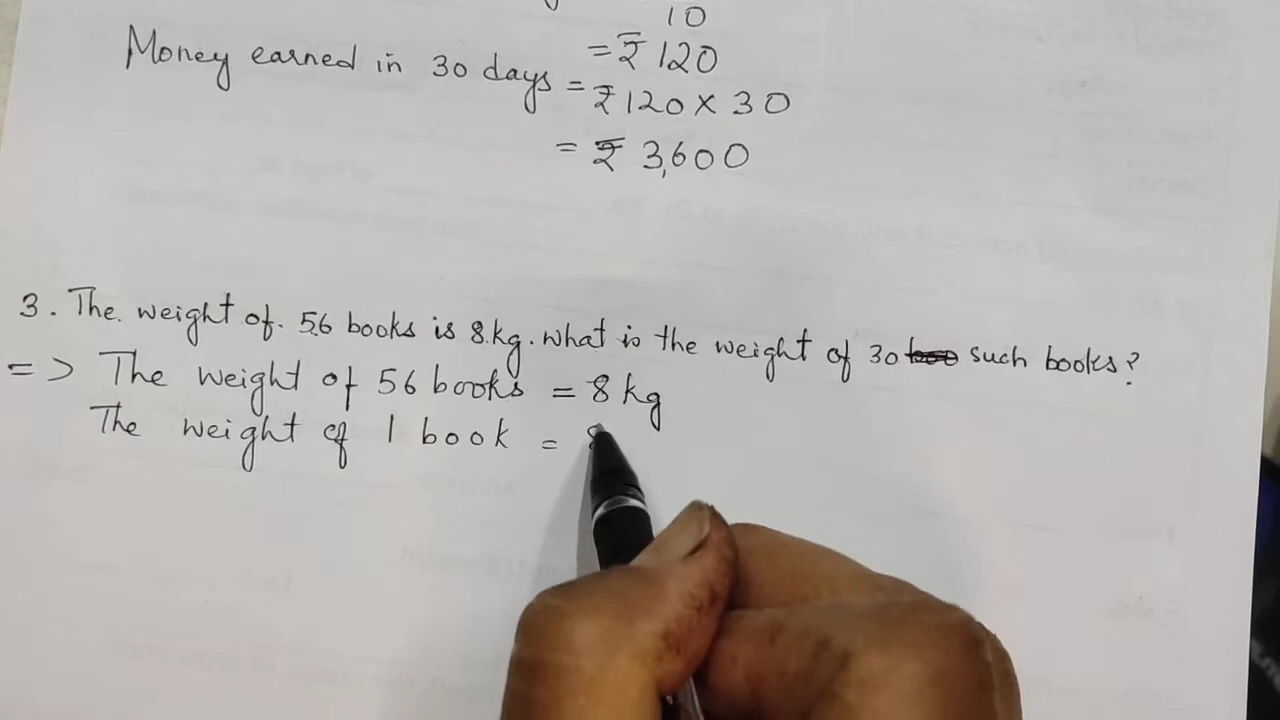 10
= ₹ 120
Money earned in 30 days = ₹ 120 × 30
= ₹ 3,600
3. The weight of 56 books is 8 kg. what is the weight of 30 such books?
=> The weight of 56 books = 8 kg
The weight of 1 book = 8